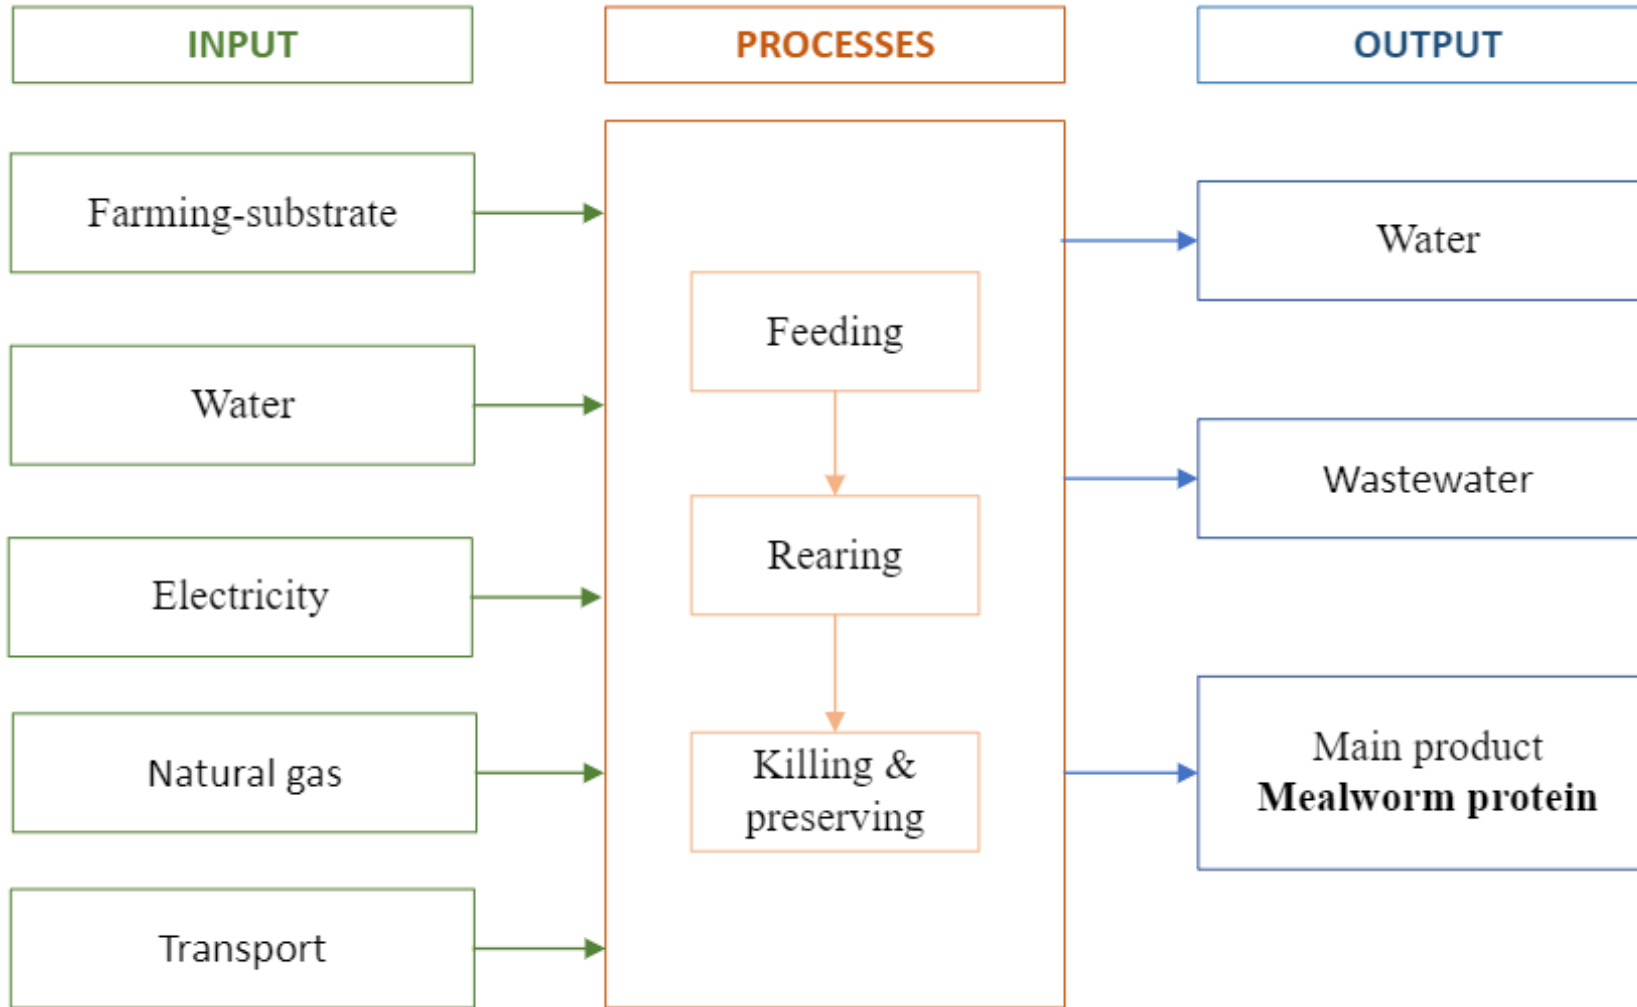 INPUT
PROCESSES
OUTPUT
Farming-substrate
Water
Electricity
Natural gas
Transport
Feeding
Rearing
Killing &
preserving
Water
Wastewater
Main product
Mealworm protein